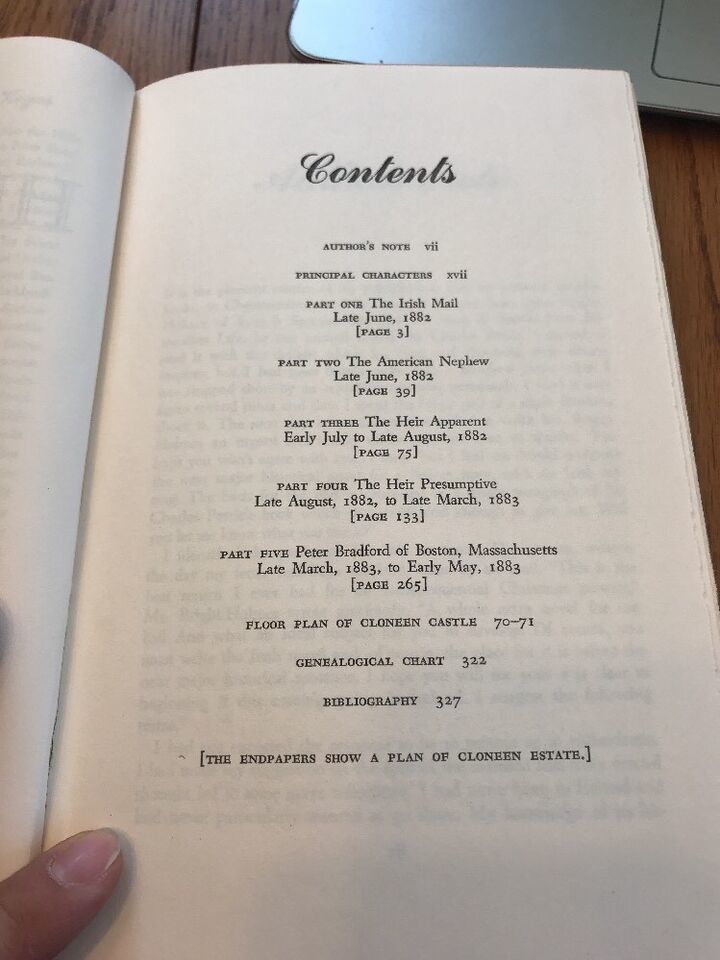 Contents
AUTHOR'S NOTE vii
PRINCIPAL CHARACTERS xvii
PART ONE The Irish Mail
Late June, 1882
[PAGE 3]
PART TWO The American Nephew
Late June, 1882
[PAGE 39]
PART THREE The Heir Apparent
Early July to Late August, 1882
[PAGE 75]
PART FOUR The Heir Presumptive
Late August, 1882, to Late March, 1883
[PAGE 133]
PART FIVE Peter Bradford of Boston, Massachusetts
Late March, 1883, to Early May, 1883
[PAGE 265]
FLOOR PLAN OF CLONEEN CASTLE 70–71
GENEALOGICAL CHART 322
BIBLIOGRAPHY 327
[THE ENDPAPERS SHOW A PLAN OF CLONEEN ESTATE.]